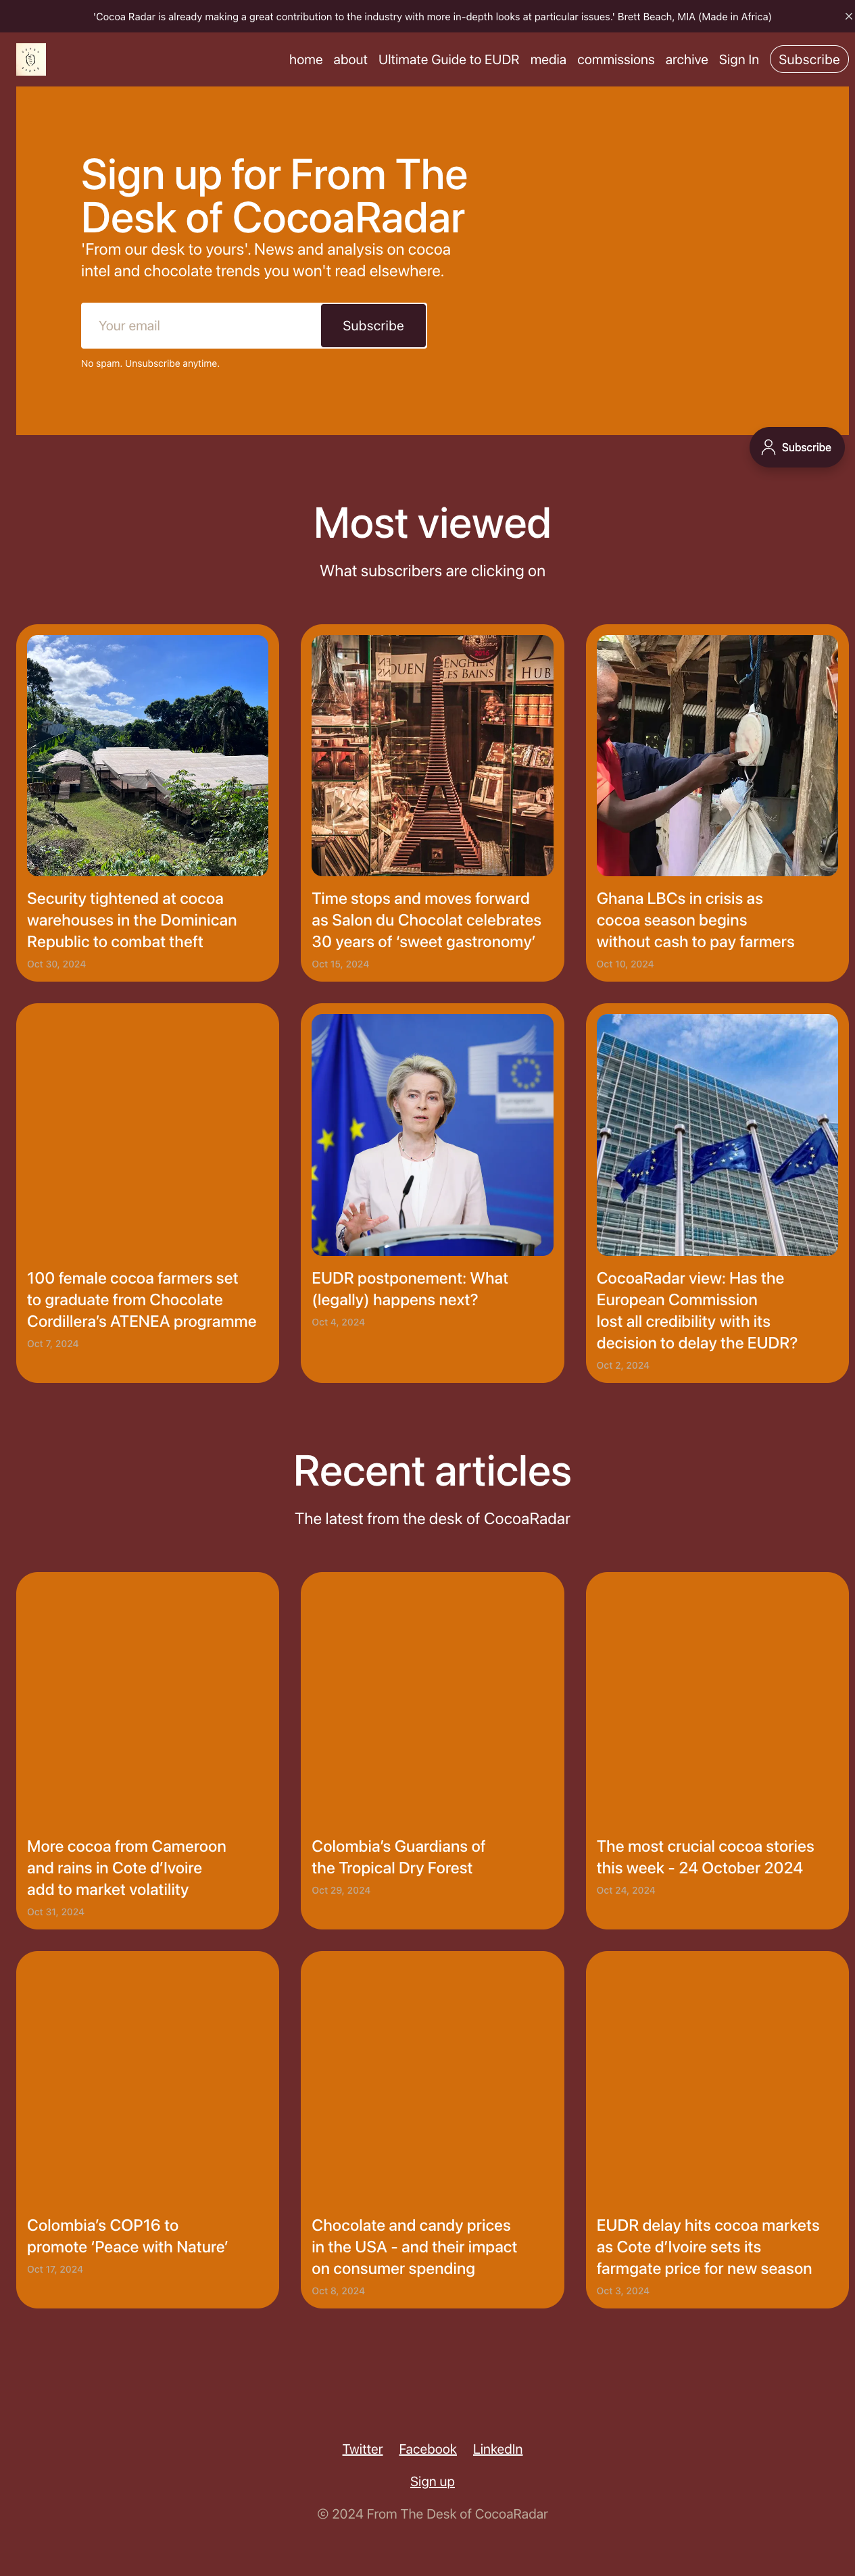 'Cocoa Radar is already making a great contribution to the industry with more in-depth looks at particular issues.' Brett Beach, MIA (Made in Africa)
home about Ultimate Guide to EUDR media commissions archive Sign In Subscribe
Sign up for From The
Desk of CocoaRadar
'From our desk to yours'. News and analysis on cocoa
intel and chocolate trends you won't read elsewhere.
Your email Subscribe
No spam. Unsubscribe anytime.
Subscribe
Most viewed
What subscribers are clicking on
Security tightened at cocoa
warehouses in the Dominican
Republic to combat theft
Oct 30, 2024
OUEN
ENGHIEN
LES BAINS
HUB
Time stops and moves forward
as Salon du Chocolat celebrates
30 years of ‘sweet gastronomy’
Oct 15, 2024
Ghana LBCs in crisis as
cocoa season begins
without cash to pay farmers
Oct 10, 2024
100 female cocoa farmers set
to graduate from Chocolate
Cordillera’s ATENEA programme
Oct 7, 2024
EUDR postponement: What
(legally) happens next?
Oct 4, 2024
CocoaRadar view: Has the
European Commission
lost all credibility with its
decision to delay the EUDR?
Oct 2, 2024
Recent articles
The latest from the desk of CocoaRadar
More cocoa from Cameroon
and rains in Cote d’Ivoire
add to market volatility
Oct 31, 2024
Colombia’s Guardians of
the Tropical Dry Forest
Oct 29, 2024
The most crucial cocoa stories
this week - 24 October 2024
Oct 24, 2024
Colombia’s COP16 to
promote ‘Peace with Nature’
Oct 17, 2024
Chocolate and candy prices
in the USA - and their impact
on consumer spending
Oct 8, 2024
EUDR delay hits cocoa markets
as Cote d’Ivoire sets its
farmgate price for new season
Oct 3, 2024
Twitter Facebook LinkedIn
Sign up
© 2024 From The Desk of CocoaRadar